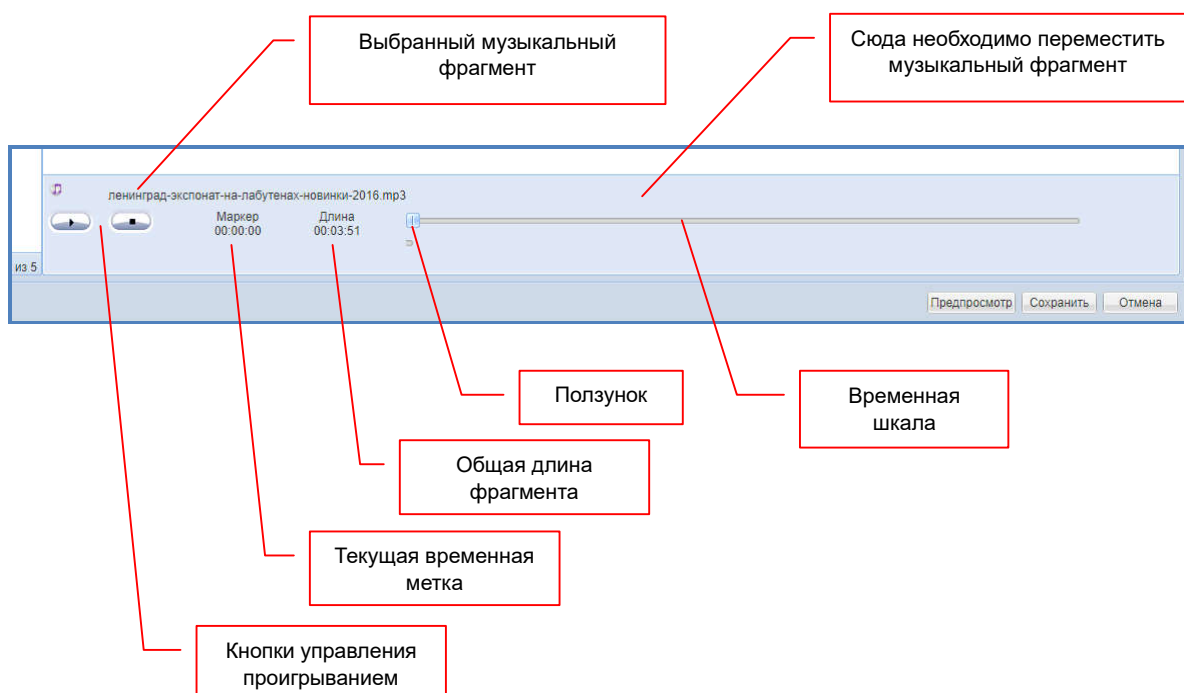 Выбранный музыкальный
фрагмент
Сюда необходимо переместить
музыкальный фрагмент
ленинград-экспонат-на-лабутенах-новинки-2016.mp3
Маркер
00:00:00
Длина
00:03:51
из 5
Предпросмотр
Сохранить
Отмена
Ползунок
Временная
шкала
Общая длина
фрагмента
Текущая временная
метка
Кнопки управления
проигрыванием